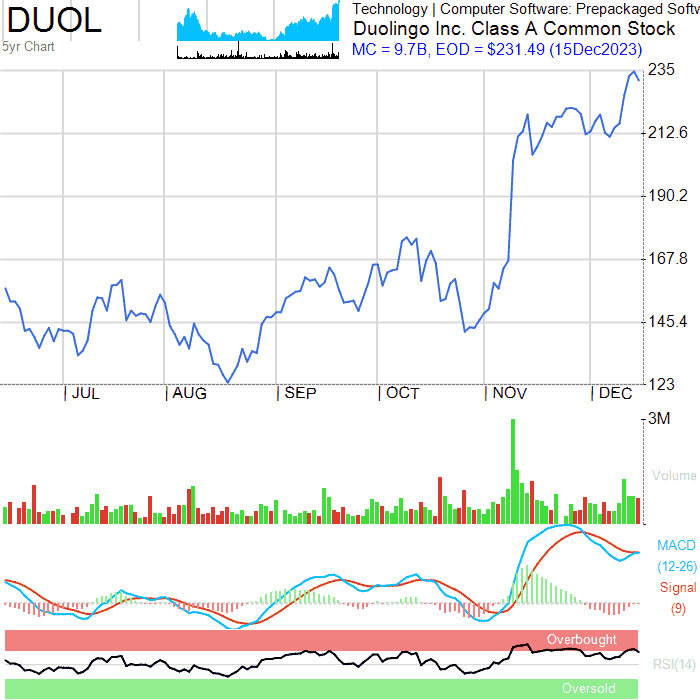 DUOL
5yr Chart
Technology | Computer Software: Prepackaged Softw
Duolingo Inc. Class A Common Stock
MC = 9.7B, EOD = $231.49 (15Dec2023)
235
212.6
190.2
167.8
145.4
123
| JUL | AUG | SEP | OCT | NOV | DEC
3M
Volume
MACD
(12-26)
Signal
(9)
Overbought
RSI(14)
Oversold